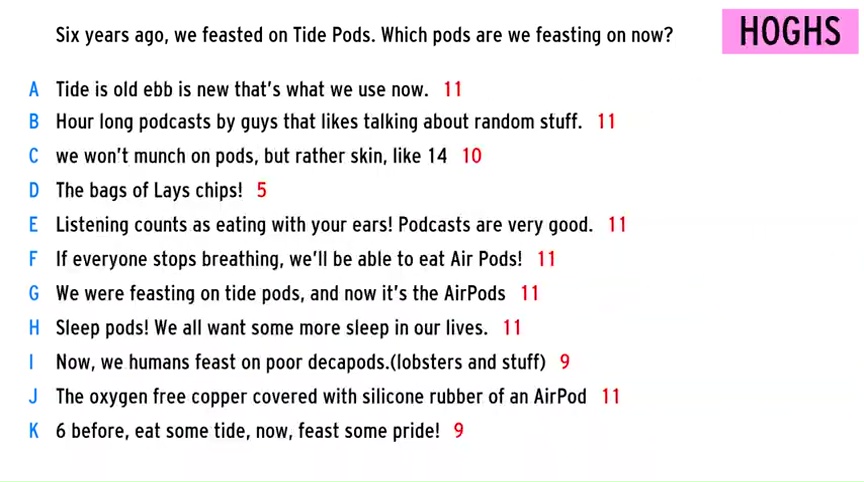 Six years ago, we feasted on Tide Pods. Which pods are we feasting on now?
HOGHS
A Tide is old ebb is new that's what we use now. 11
B Hour long podcasts by guys that likes talking about random stuff. 11
C we won't munch on pods, but rather skin, like 14 10
D The bags of Lays chips! 5
E Listening counts as eating with your ears! Podcasts are very good. 11
F If everyone stops breathing, we'll be able to eat Air Pods! 11
G We were feasting on tide pods, and now it's the AirPods 11
H Sleep pods! We all want some more sleep in our lives. 11
I Now, we humans feast on poor decapods.(lobsters and stuff) 9
J The oxygen free copper covered with silicone rubber of an AirPod 11
K 6 before, eat some tide, now, feast some pride! 9